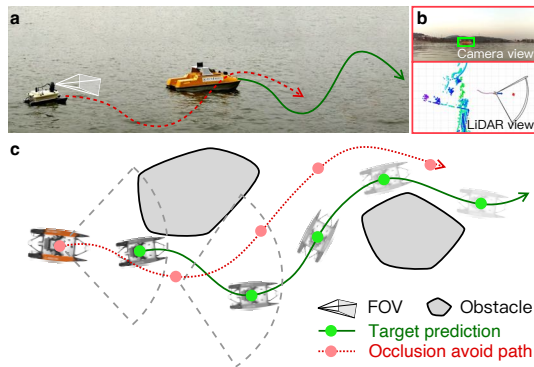 a
b
Camera view
LiDAR view
c
FOV
Obstacle
Target prediction
Occlusion avoid path